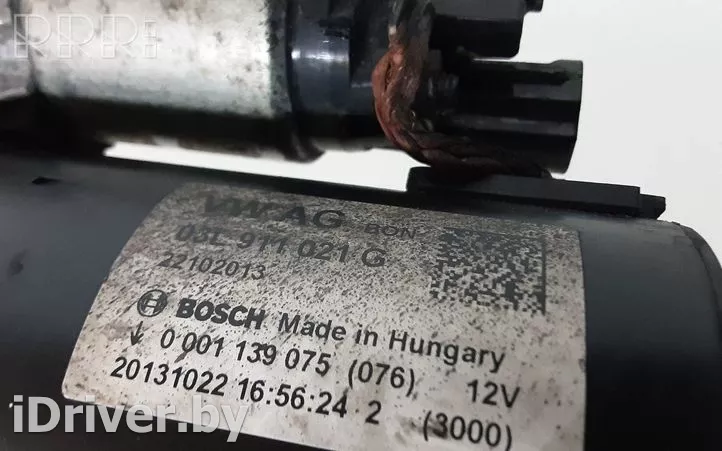 RRR
VW AG BON
03L 911 021 G
22102013
BOSCH Made in Hungary
0 001 139 075 (076) 12V
20131022 16:56:24 2 (3000)
iDriver.by